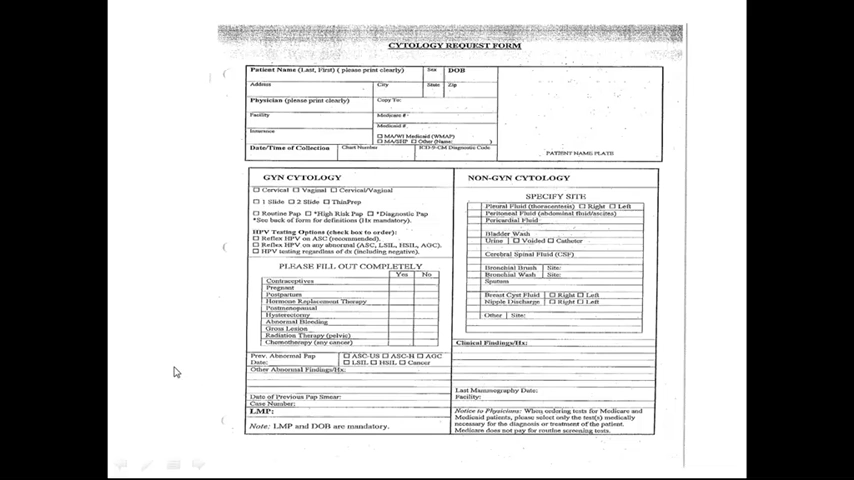 CYTOLOGY REQUEST FORM
Patient Name (Last, First) ( please print clearly) Sex DOB
Address City State Zip
Physician (please print clearly) Copy To:
Facility Medicare #:
Medicaid #:
Insurance
☐ MA/WI Medicaid (WMAP)
☐ MA/SHP ☐ Other (Name: )
Date/Time of Collection Chart Number ICD-9-CM Diagnostic Code
PATIENT NAME PLATE
GYN CYTOLOGY
☐ Cervical ☐ Vaginal ☐ Cervical/Vaginal
☐ 1 Slide ☐ 2 Slide ☐ ThinPrep
☐ Routine Pap ☐ *High Risk Pap ☐ *Diagnostic Pap
*See back of form for definitions (Hx mandatory).
HPV Testing Options (check box to order):
☐ Reflex HPV on ASC (recommended).
☐ Reflex HPV on any abnormal (ASC, LSIL, HSIL, AGC).
☐ HPV testing regardless of dx (including negative).
PLEASE FILL OUT COMPLETELY
Yes No
Contraceptives
Pregnant
Postpartum
Hormone Replacement Therapy
Postmenopausal
Hysterectomy
Abnormal Bleeding
Gross Lesion
Radiation Therapy (pelvic)
Chemotherapy (any cancer)
Prev. Abnormal Pap ☐ ASC-US ☐ ASC-H ☐ AGC
Date: ☐ LSIL ☐ HSIL ☐ Cancer
Other Abnormal Findings/Hx:
Date of Previous Pap Smear:
Case Number:
LMP:
Note: LMP and DOB are mandatory.
NON-GYN CYTOLOGY
SPECIFY SITE
Pleural Fluid (thoracentesis) ☐ Right ☐ Left
Peritoneal Fluid (abdominal fluid/ascites)
Pericardial Fluid
Bladder Wash
Urine ☐ Voided ☐ Catheter
Cerebral Spinal Fluid (CSF)
Bronchial Brush Site:
Bronchial Wash Site:
Sputum
Breast Cyst Fluid ☐ Right ☐ Left
Nipple Discharge ☐ Right ☐ Left
Other Site:
Clinical Findings/Hx:
Last Mammography Date:
Facility:
Notice to Physicians: When ordering tests for Medicare and
Medicaid patients, please select only the test(s) medically
necessary for the diagnosis or treatment of the patient.
Medicare does not pay for routine screening tests.